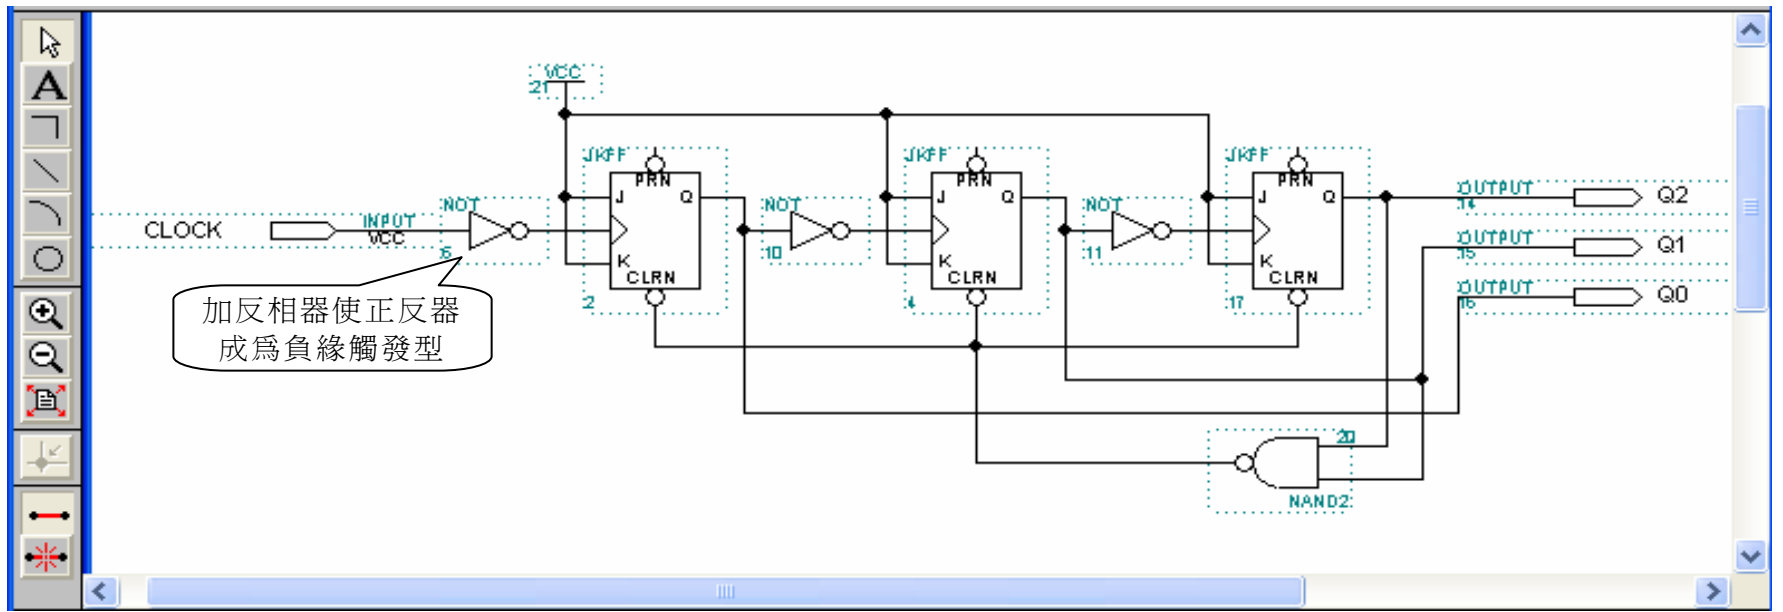 A
VCC
21
JKFF
PRN
J
Q
K
CLRN
2
JKFF
PRN
J
Q
K
CLRN
4
JKFF
PRN
J
Q
K
CLRN
17
CLOCK
INPUT
VCC
NOT
6
NOT
10
NOT
11
OUTPUT
14
Q2
OUTPUT
15
Q1
OUTPUT
16
Q0
加反相器使正反器
成為負緣觸發型
20
NAND2